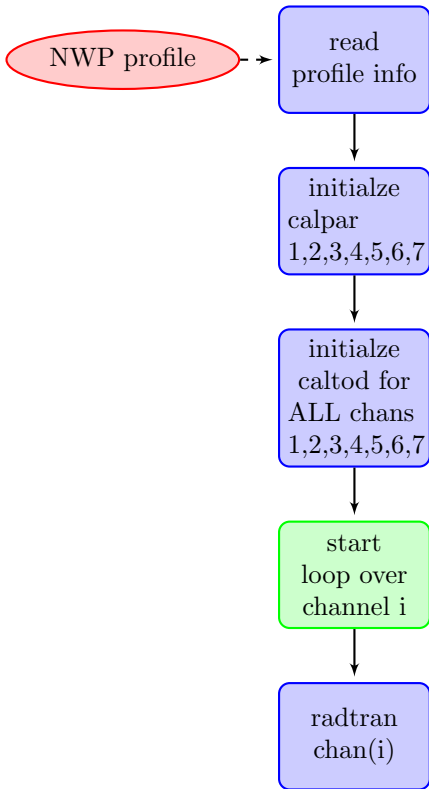 NWP profile
read
profile info
initialze
calpar
1,2,3,4,5,6,7
initialze
caltod for
ALL chans
1,2,3,4,5,6,7
start
loop over
channel i
radtran
chan(i)